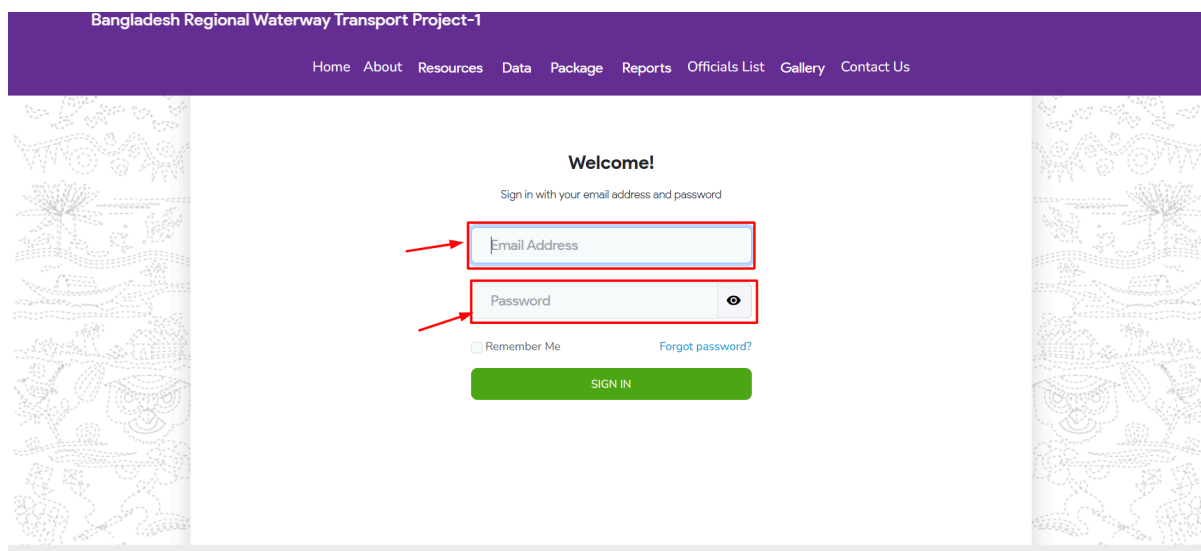 Bangladesh Regional Waterway Transport Project-1
Home About Resources Data Package Reports Officials List Gallery Contact Us
Welcome!
Sign in with your email address and password
Email Address
Password
Remember Me Forgot password?
SIGN IN